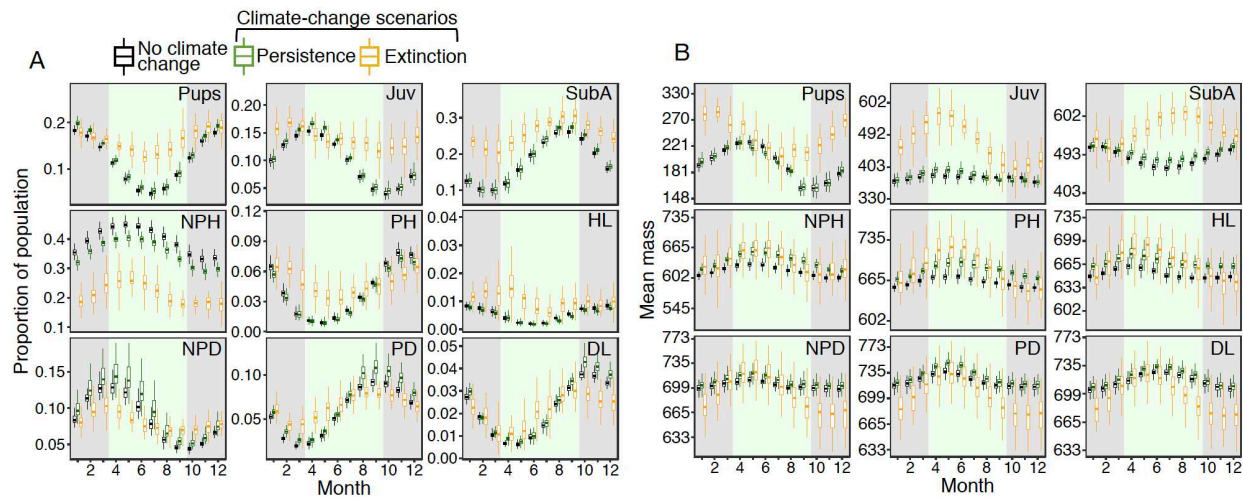 Climate-change scenarios
A
No climate
change
Persistence
Extinction
B
Proportion of population
Pups
0.2
0.1
Juv
0.20
0.15
0.10
0.05
SubA
0.3
0.2
0.1
NPH
0.4
0.3
0.2
0.1
PH
0.12
0.09
0.06
0.03
0.00
HL
0.04
0.03
0.02
0.01
0.00
NPD
0.15
0.10
0.05
2 4 6 8 10 12
PD
0.10
0.05
2 4 6 8 10 12
DL
0.05
0.04
0.03
0.02
0.01
0.00
2 4 6 8 10 12
Month
Mean mass
Pups
330
270
221
181
148
Juv
602
492
403
330
SubA
602
493
403
NPH
735
665
602
545
PH
735
665
602
HL
735
699
665
633
602
NPD
773
735
699
665
633
2 4 6 8 10 12
PD
773
735
699
665
633
2 4 6 8 10 12
DL
773
735
699
665
633
2 4 6 8 10 12
Month